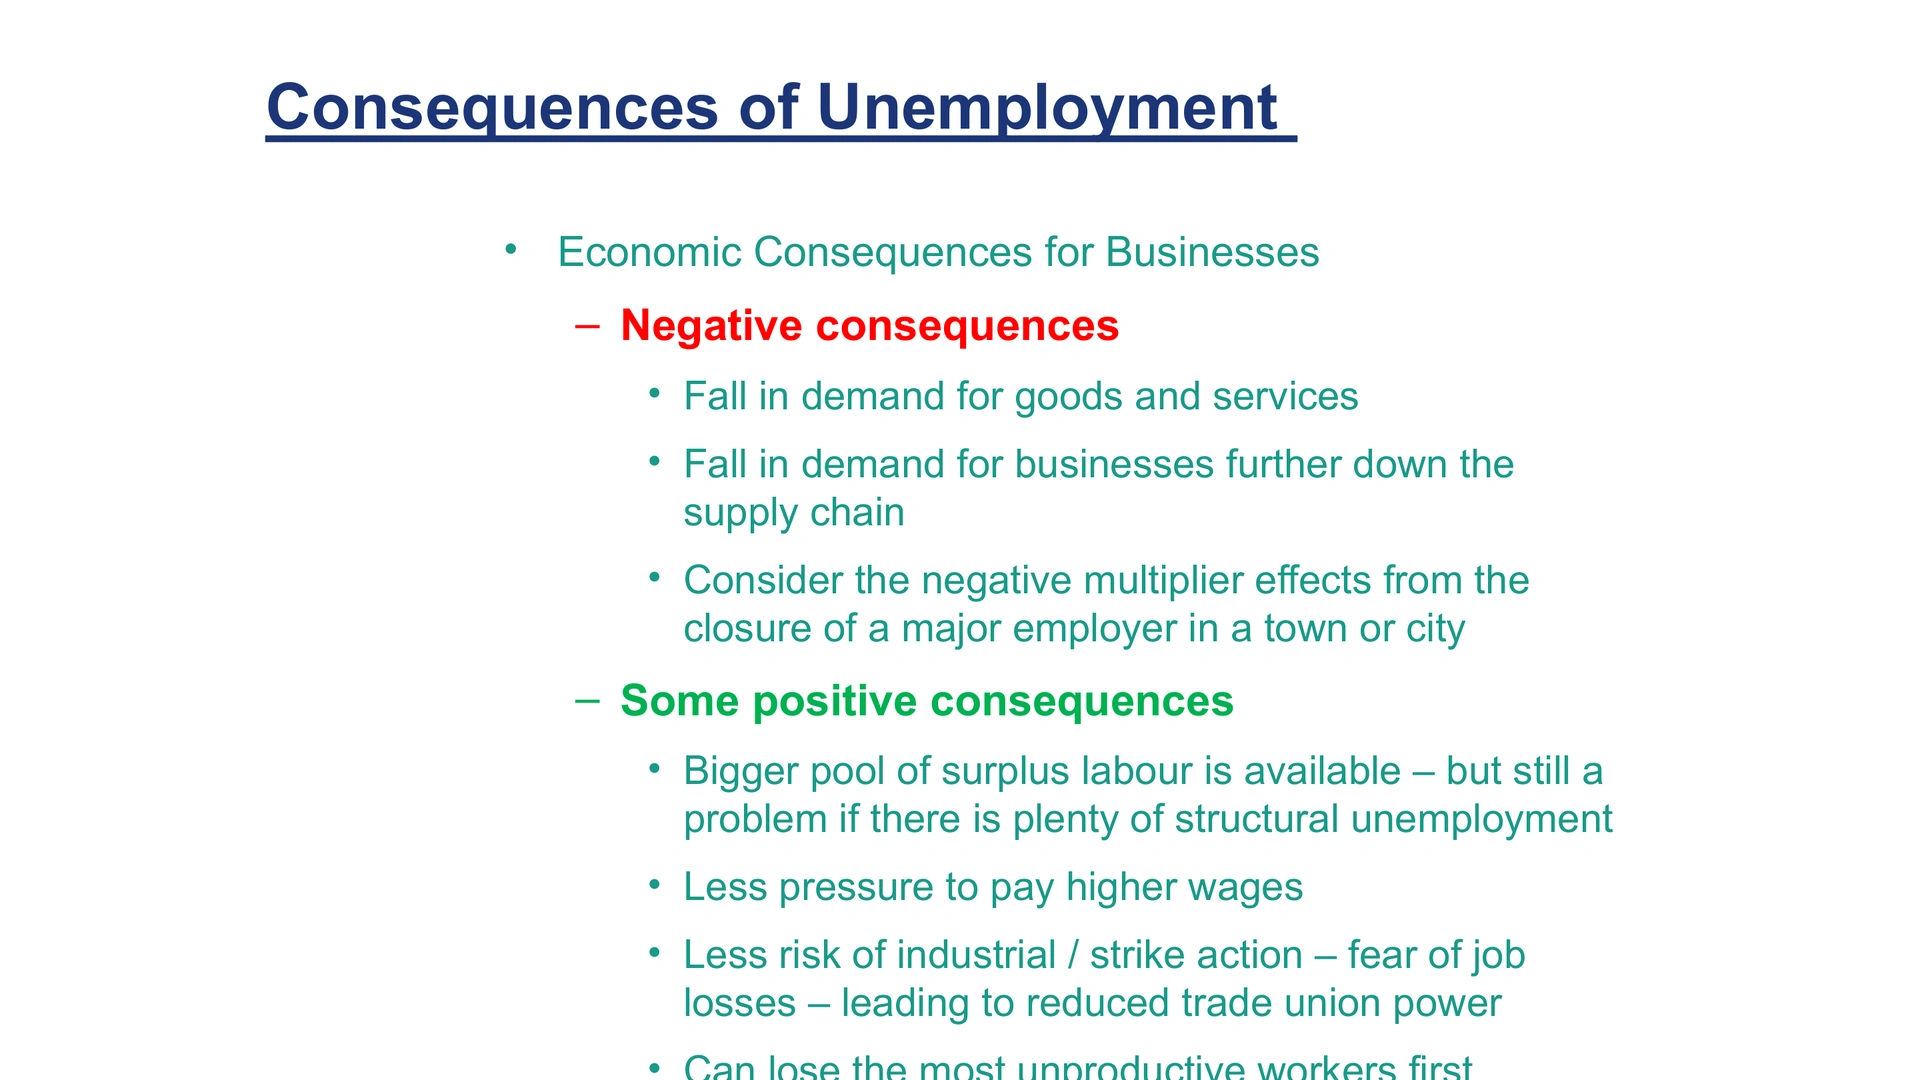 Consequences of Unemployment
• Economic Consequences for Businesses
– Negative consequences
• Fall in demand for goods and services
• Fall in demand for businesses further down the
supply chain
• Consider the negative multiplier effects from the
closure of a major employer in a town or city
– Some positive consequences
• Bigger pool of surplus labour is available – but still a
problem if there is plenty of structural unemployment
• Less pressure to pay higher wages
• Less risk of industrial / strike action – fear of job
losses – leading to reduced trade union power
• Can lose the most unproductive workers first